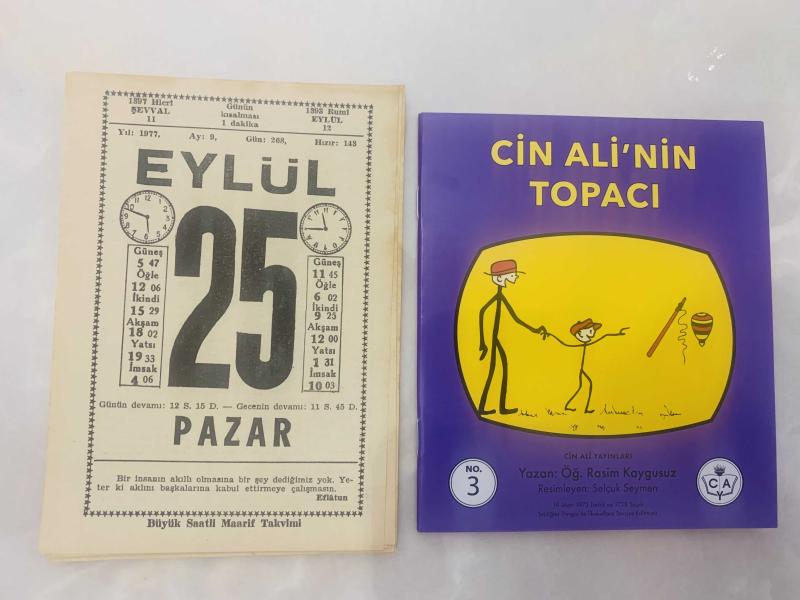 1397 Hicrî
ŞEVVAL
11
Günün
kısalması
1 dakika
1393 Rumî
EYLÛL
12
Yıl: 1977, Ay: 9, Gün: 268, Hızır: 143
EYLÜL
25
Güneş
5 47
Öğle
12 06
İkindi
15 29
Akşam
18 02
Yatsı
19 33
İmsak
4 06
Güneş
11 45
Öğle
6 02
İkindi
9 25
Akşam
12 00
Yatsı
1 31
İmsak
10 03
Günün devamı: 12 S. 15 D. — Gecenin devamı: 11 S. 45 D.
PAZAR
Bir insanın akıllı olmasına bir şey dediğimiz yok. Ye-
ter ki aklını başkalarına kabul ettirmeye çalışmasın.
Eflâtun
Büyük Saatli Maarif Takvimi
CİN ALİ'NİN
TOPACI
CİN ALİ YAYINLARI
Yazan: Öğ. Rasim Kaygusuz
Resimleyen: Selçuk Seymen
NO.
3
C A
Y